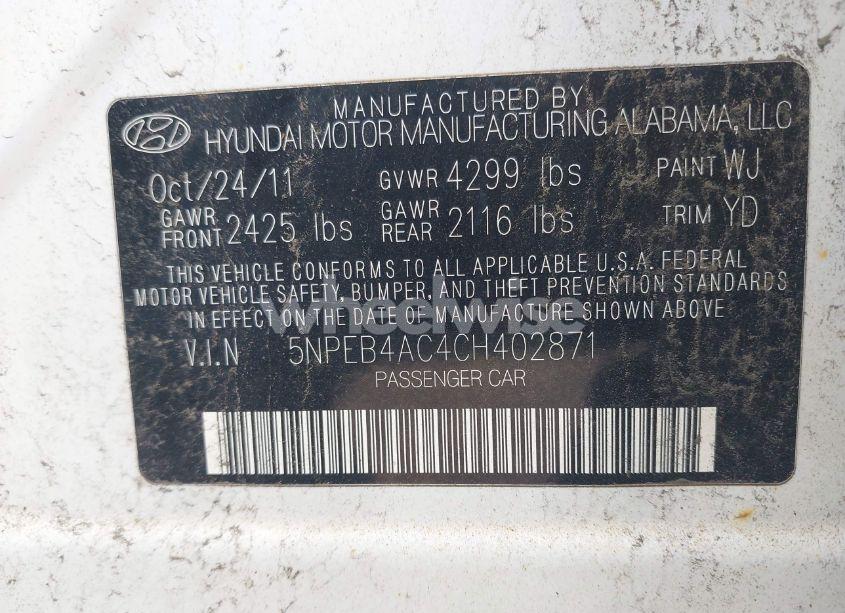 MANUFACTURED BY
HYUNDAI MOTOR MANUFACTURING ALABAMA, LLC
Oct/24/11 GVWR 4299 lbs PAINT WJ
GAWR FRONT 2425 lbs GAWR REAR 2116 lbs TRIM YD
THIS VEHICLE CONFORMS TO ALL APPLICABLE U.S.A. FEDERAL
MOTOR VEHICLE SAFETY, BUMPER, AND THEFT PREVENTION STANDARDS
IN EFFECT ON THE DATE OF MANUFACTURE SHOWN ABOVE
wheelwise
V.I.N 5NPEB4AC4CH402871
PASSENGER CAR